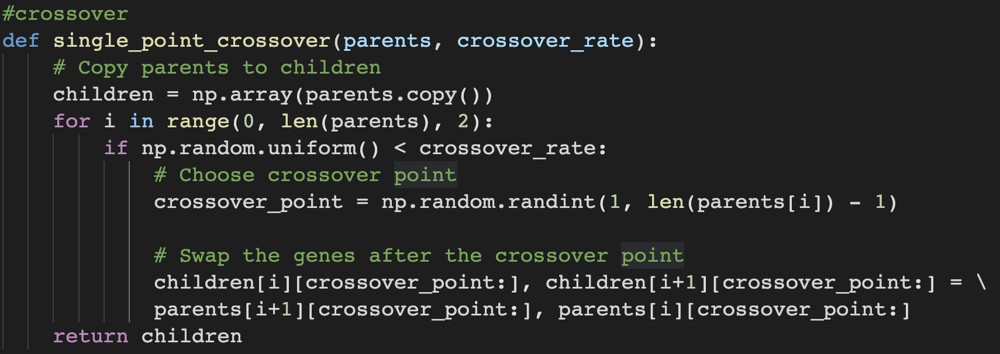 #crossover
def single_point_crossover(parents, crossover_rate):
    # Copy parents to children
    children = np.array(parents.copy())
    for i in range(0, len(parents), 2):
        if np.random.uniform() < crossover_rate:
            # Choose crossover point
            crossover_point = np.random.randint(1, len(parents[i]) - 1)

            # Swap the genes after the crossover point
            children[i][crossover_point:], children[i+1][crossover_point:] = \
            parents[i+1][crossover_point:], parents[i][crossover_point:]
    return children